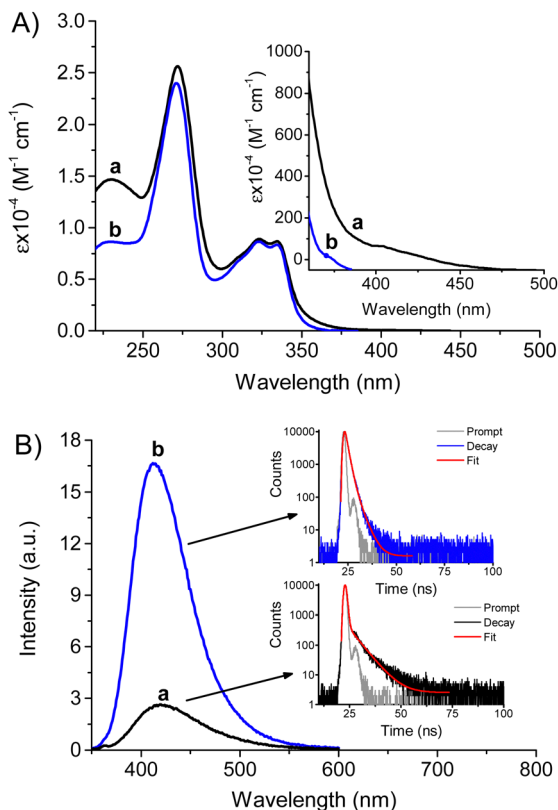 A)
εx10⁻⁴ (M⁻¹ cm⁻¹)
3.0
2.5
2.0
1.5
1.0
0.5
0.0
a
b
250 300 350 400 450 500
Wavelength (nm)
εx10⁻⁴ (M⁻¹ cm⁻¹)
1000
800
600
400
200
0
a
b
400 450 500
Wavelength (nm)
B)
Intensity (a.u.)
18
15
12
9
6
3
0
b
a
400 500 600 700 800
Wavelength (nm)
Counts
10000
1000
100
10
1
Prompt
Decay
Fit
25 50 75 100
Time (ns)
Counts
10000
1000
100
10
1
Prompt
Decay
Fit
25 50 75 100
Time (ns)